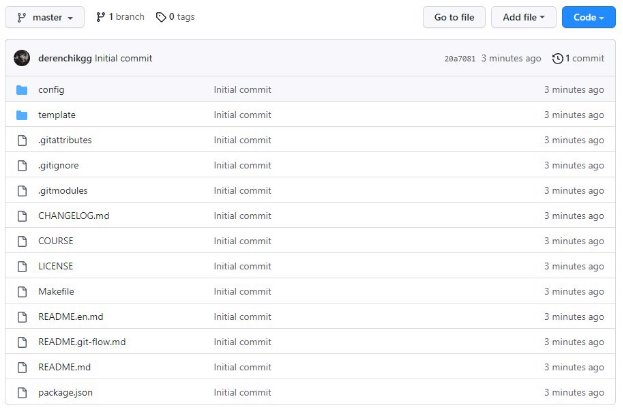 master 1 branch 0 tags Go to file Add file Code
derenchikgg Initial commit 20a7081 3 minutes ago 1 commit
config Initial commit 3 minutes ago
template Initial commit 3 minutes ago
.gitattributes Initial commit 3 minutes ago
.gitignore Initial commit 3 minutes ago
.gitmodules Initial commit 3 minutes ago
CHANGELOG.md Initial commit 3 minutes ago
COURSE Initial commit 3 minutes ago
LICENSE Initial commit 3 minutes ago
Makefile Initial commit 3 minutes ago
README.en.md Initial commit 3 minutes ago
README.git-flow.md Initial commit 3 minutes ago
README.md Initial commit 3 minutes ago
package.json Initial commit 3 minutes ago